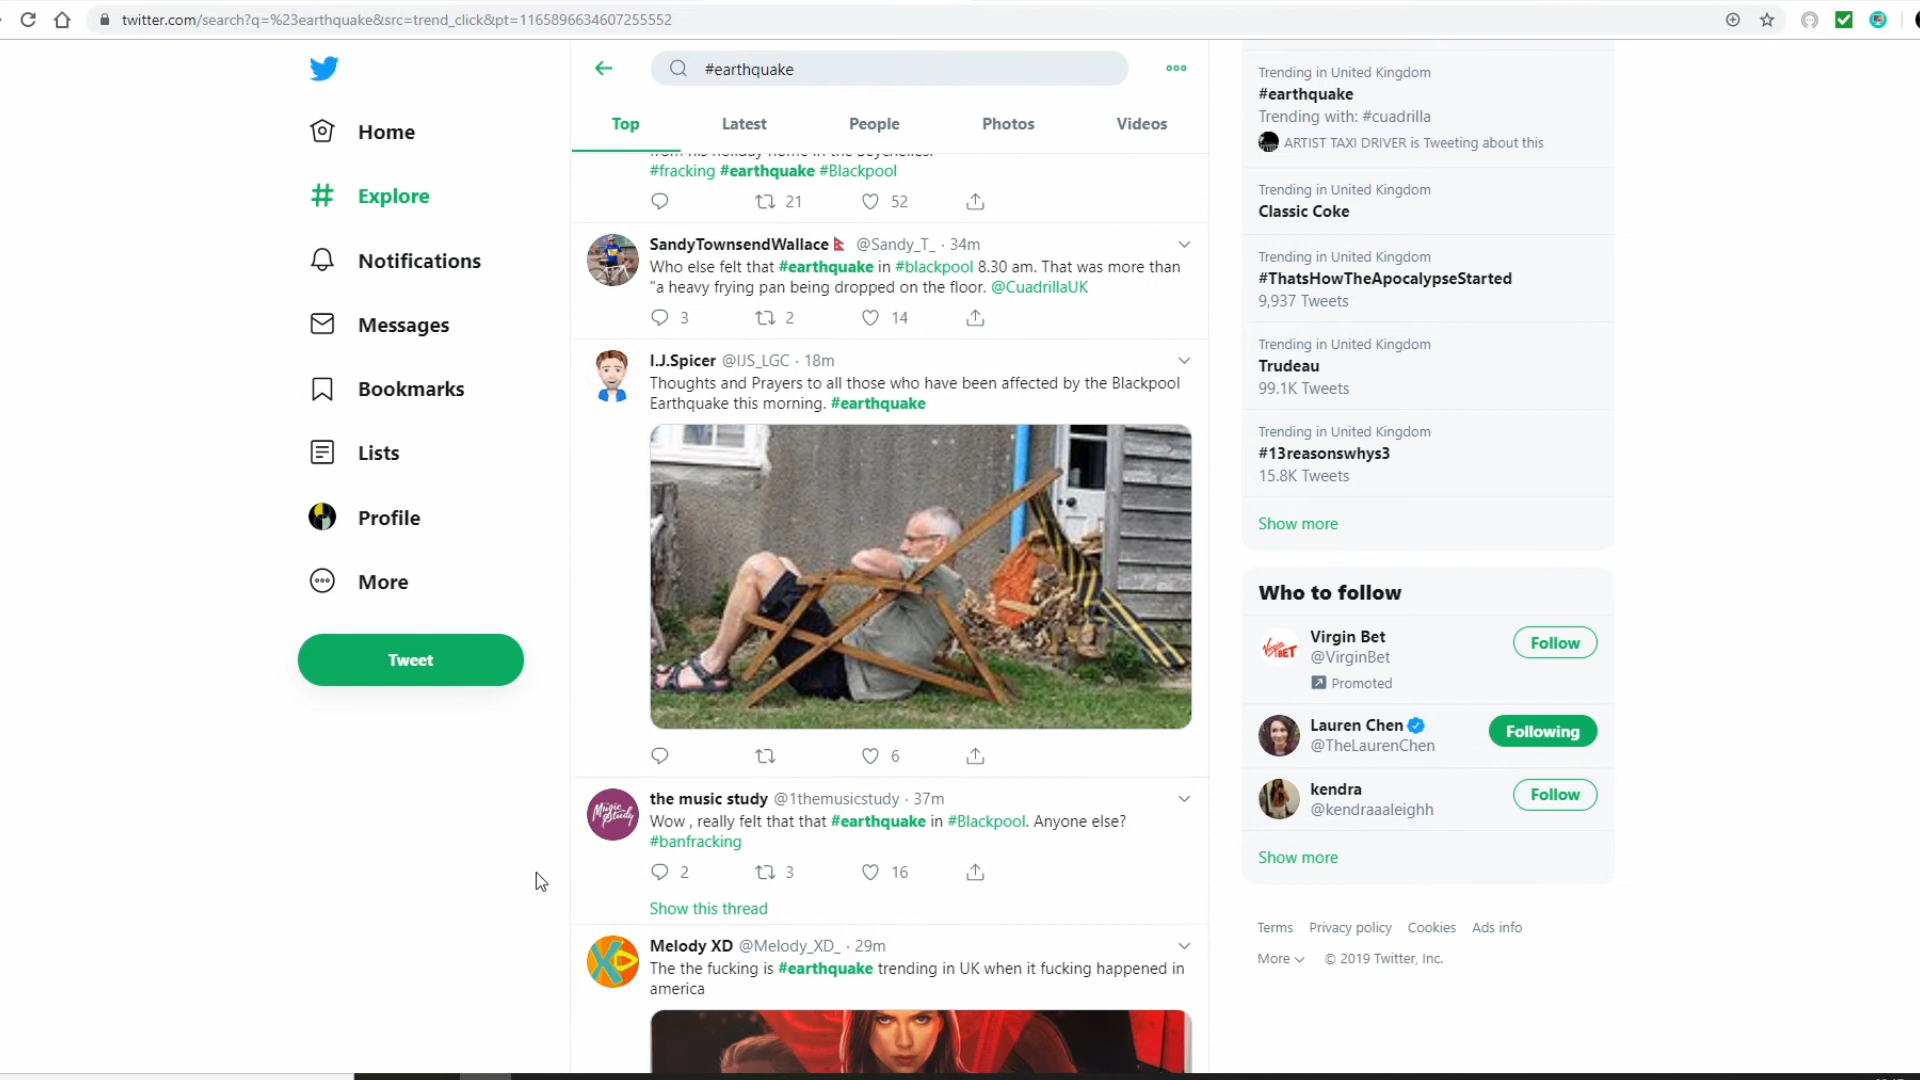 twitter.com/search?q=%23earthquake&src=trend_click&pt=1165896634607255552
Home
Explore
Notifications
Messages
Bookmarks
Lists
Profile
More
Tweet
#earthquake
Top
Latest
People
Photos
Videos
from his holiday home in the Seychelles.
#fracking #earthquake #Blackpool
21
52
SandyTownsendWallace @Sandy_T_ · 34m
Who else felt that #earthquake in #blackpool 8.30 am. That was more than
"a heavy frying pan being dropped on the floor. @CuadrillaUK
3
2
14
I.J.Spicer @IJS_LGC · 18m
Thoughts and Prayers to all those who have been affected by the Blackpool
Earthquake this morning. #earthquake
6
the music study @1themusicstudy · 37m
Wow , really felt that that #earthquake in #Blackpool. Anyone else?
#banfracking
2
3
16
Show this thread
Melody XD @Melody_XD_ · 29m
The the fucking is #earthquake trending in UK when it fucking happened in
america
Trending in United Kingdom
#earthquake
Trending with: #cuadrilla
ARTIST TAXI DRIVER is Tweeting about this
Trending in United Kingdom
Classic Coke
Trending in United Kingdom
#ThatsHowTheApocalypseStarted
9,937 Tweets
Trending in United Kingdom
Trudeau
99.1K Tweets
Trending in United Kingdom
#13reasonswhys3
15.8K Tweets
Show more
Who to follow
Virgin Bet
@VirginBet
Promoted
Follow
Lauren Chen
@TheLaurenChen
Following
kendra
@kendraaaleighh
Follow
Show more
Terms Privacy policy Cookies Ads info
More © 2019 Twitter, Inc.